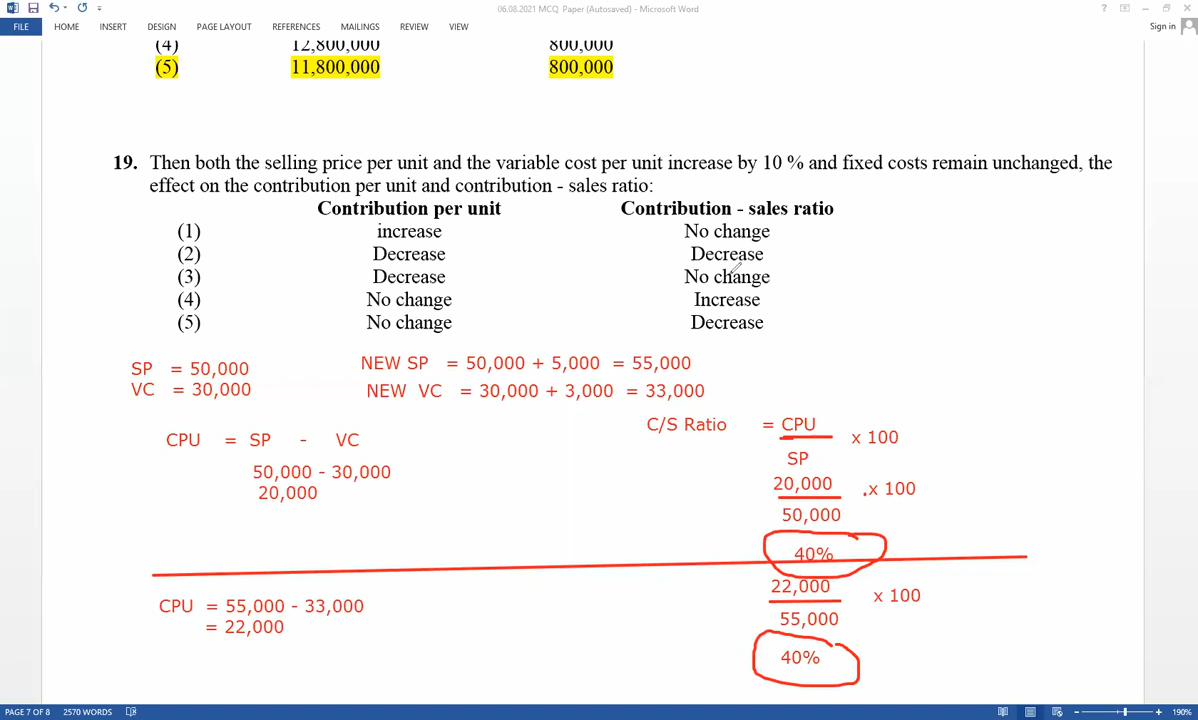 06.08.2021 MCQ Paper (Autosaved) - Microsoft Word
FILE HOME INSERT DESIGN PAGE LAYOUT REFERENCES MAILINGS REVIEW VIEW Sign in
(4) 12,800,000 800,000
(5) 11,800,000 800,000
19. Then both the selling price per unit and the variable cost per unit increase by 10 % and fixed costs remain unchanged, the
effect on the contribution per unit and contribution - sales ratio:
Contribution per unit Contribution - sales ratio
(1) increase No change
(2) Decrease Decrease
(3) Decrease No change
(4) No change Increase
(5) No change Decrease
SP = 50,000 NEW SP = 50,000 + 5,000 = 55,000
VC = 30,000 NEW VC = 30,000 + 3,000 = 33,000
C/S Ratio = CPU x 100
SP
CPU = SP - VC
50,000 - 30,000
20,000
20,000 .x 100
50,000
40%
22,000 x 100
55,000
40%
CPU = 55,000 - 33,000
= 22,000
PAGE 7 OF 8 2570 WORDS 190%